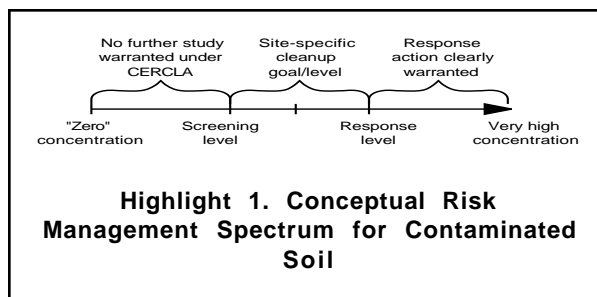 No further study
warranted under
CERCLA
Site-specific
cleanup
goal/level
Response
action clearly
warranted
"Zero"
concentration
Screening
level
Response
level
Very high
concentration
Highlight 1. Conceptual Risk
Management Spectrum for Contaminated
Soil